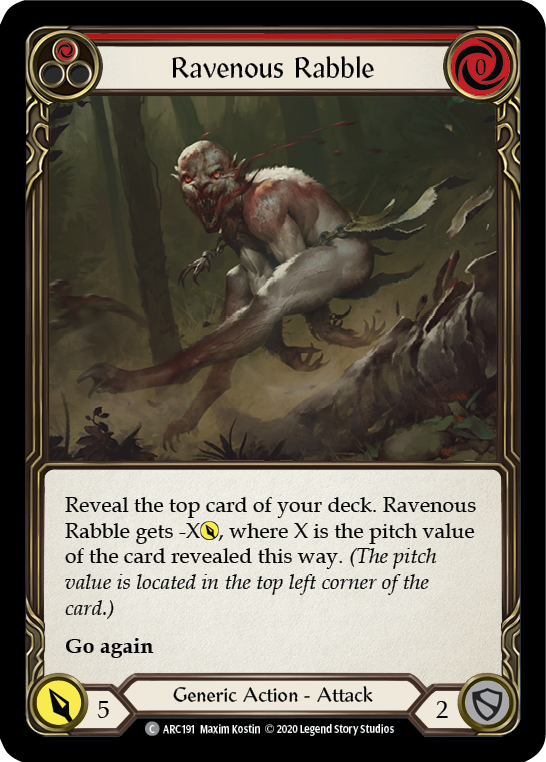 Ravenous Rabble
0
Reveal the top card of your deck. Ravenous
Rabble gets -X, where X is the pitch value
of the card revealed this way. (The pitch
value is located in the top left corner of the
card.)
Go again
5
Generic Action - Attack
2
C ARC191 Maxim Kostin © 2020 Legend Story Studios